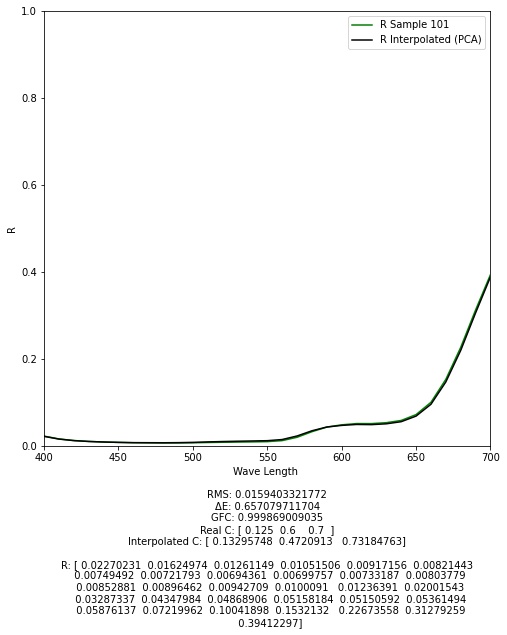 R Sample 101
R Interpolated (PCA)
1.0
0.8
0.6
0.4
0.2
0.0
R
400 450 500 550 600 650 700
Wave Length
RMS: 0.0159403321772
ΔE: 0.657079711704
GFC: 0.999869009035
Real C: [ 0.125 0.6 0.7 ]
Interpolated C: [ 0.13295748 0.4720913 0.73184763]
R: [ 0.02270231 0.01624974 0.01261149 0.01051506 0.00917156 0.00821443
0.00749492 0.00721793 0.00694361 0.00699757 0.00733187 0.00803779
0.00852881 0.00896462 0.00942709 0.0100091 0.01236391 0.02001543
0.03287337 0.04347984 0.04868906 0.05158184 0.05150592 0.05361494
0.05876137 0.07219962 0.10041898 0.1532132 0.22673558 0.31279259
0.39412297]